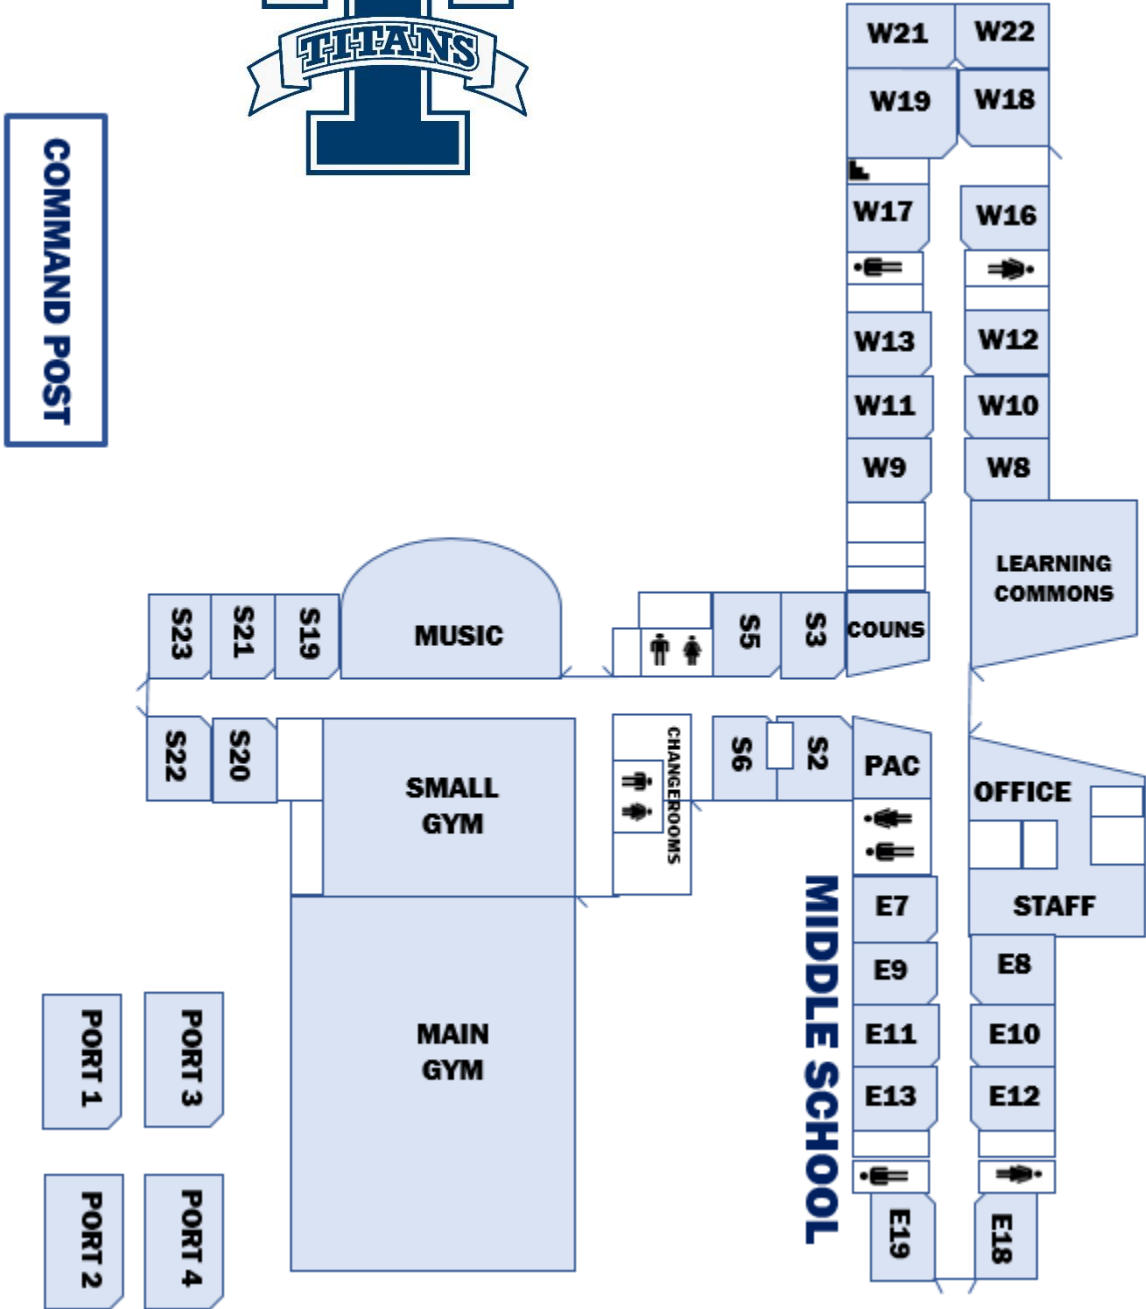 TITANS
COMMAND POST
W21
W22
W19
W18
W17
W16
W13
W12
W11
W10
W9
W8
LEARNING
COMMONS
S23
S21
S19
MUSIC
S5
S3
COUNS
S22
S20
SMALL
GYM
CHANGEROOMS
S6
S2
PAC
OFFICE
STAFF
MIDDLE SCHOOL
E7
E8
E9
E10
E11
E12
E13
E19
E18
MAIN
GYM
PORT 1
PORT 3
PORT 2
PORT 4